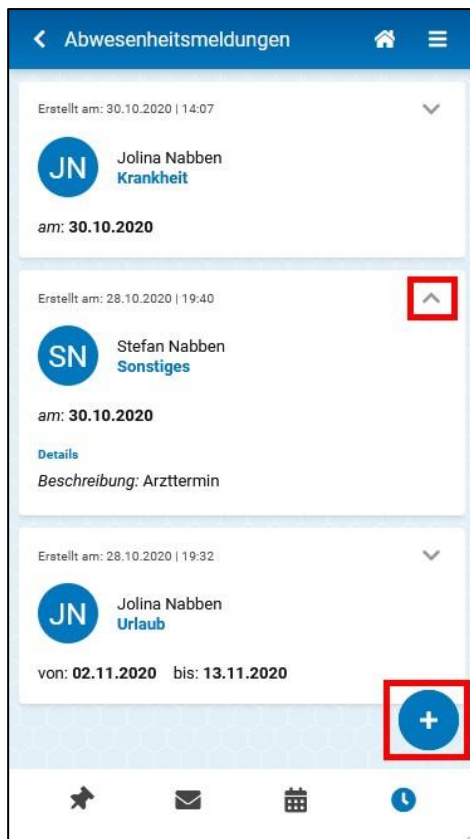 Abwesenheitsmeldungen
Erstellt am: 30.10.2020 | 14:07
JN
Jolina Nabben
Krankheit
am: 30.10.2020
Erstellt am: 28.10.2020 | 19:40
SN
Stefan Nabben
Sonstiges
am: 30.10.2020
Details
Beschreibung: Arzttermin
Erstellt am: 28.10.2020 | 19:32
JN
Jolina Nabben
Urlaub
von: 02.11.2020 bis: 13.11.2020
+